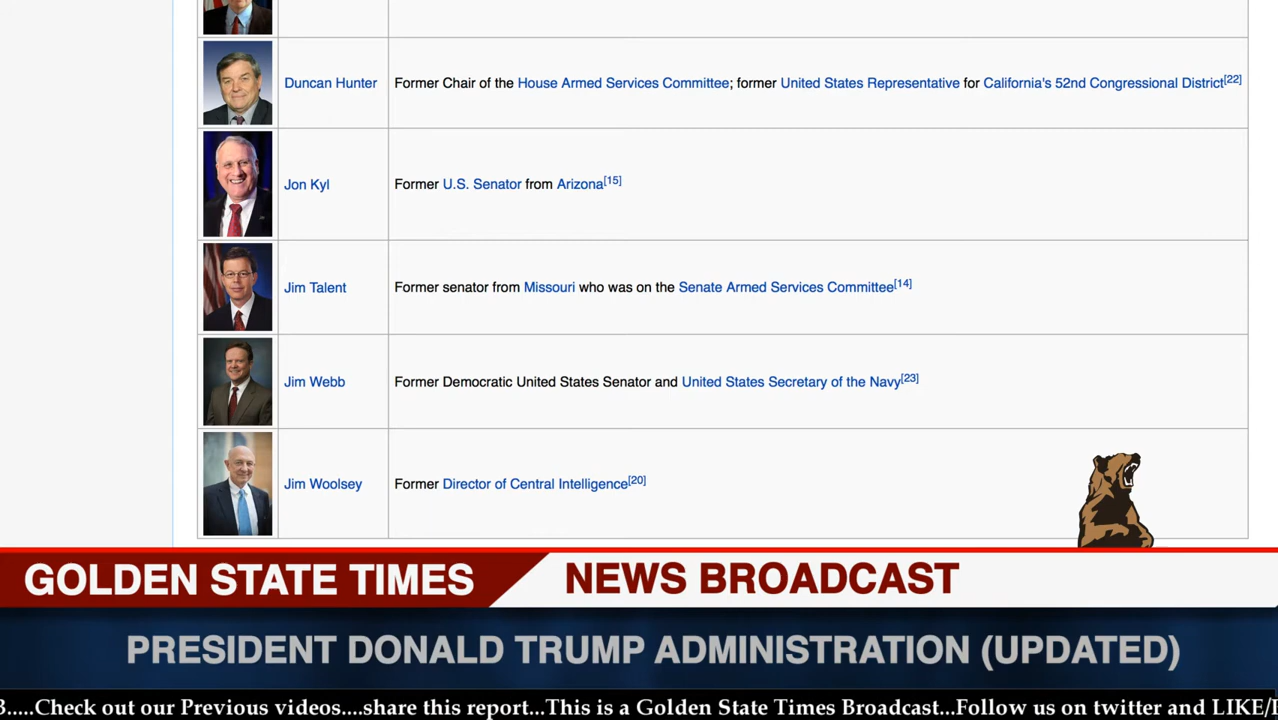 Duncan Hunter Former Chair of the House Armed Services Committee; former United States Representative for California's 52nd Congressional District[22]
Jon Kyl Former U.S. Senator from Arizona[15]
Jim Talent Former senator from Missouri who was on the Senate Armed Services Committee[14]
Jim Webb Former Democratic United States Senator and United States Secretary of the Navy[23]
Jim Woolsey Former Director of Central Intelligence[20]
GOLDEN STATE TIMES NEWS BROADCAST
PRESIDENT DONALD TRUMP ADMINISTRATION (UPDATED)
.....Check out our Previous videos....share this report...This is a Golden State Times Broadcast...Follow us on twitter and LIKE/